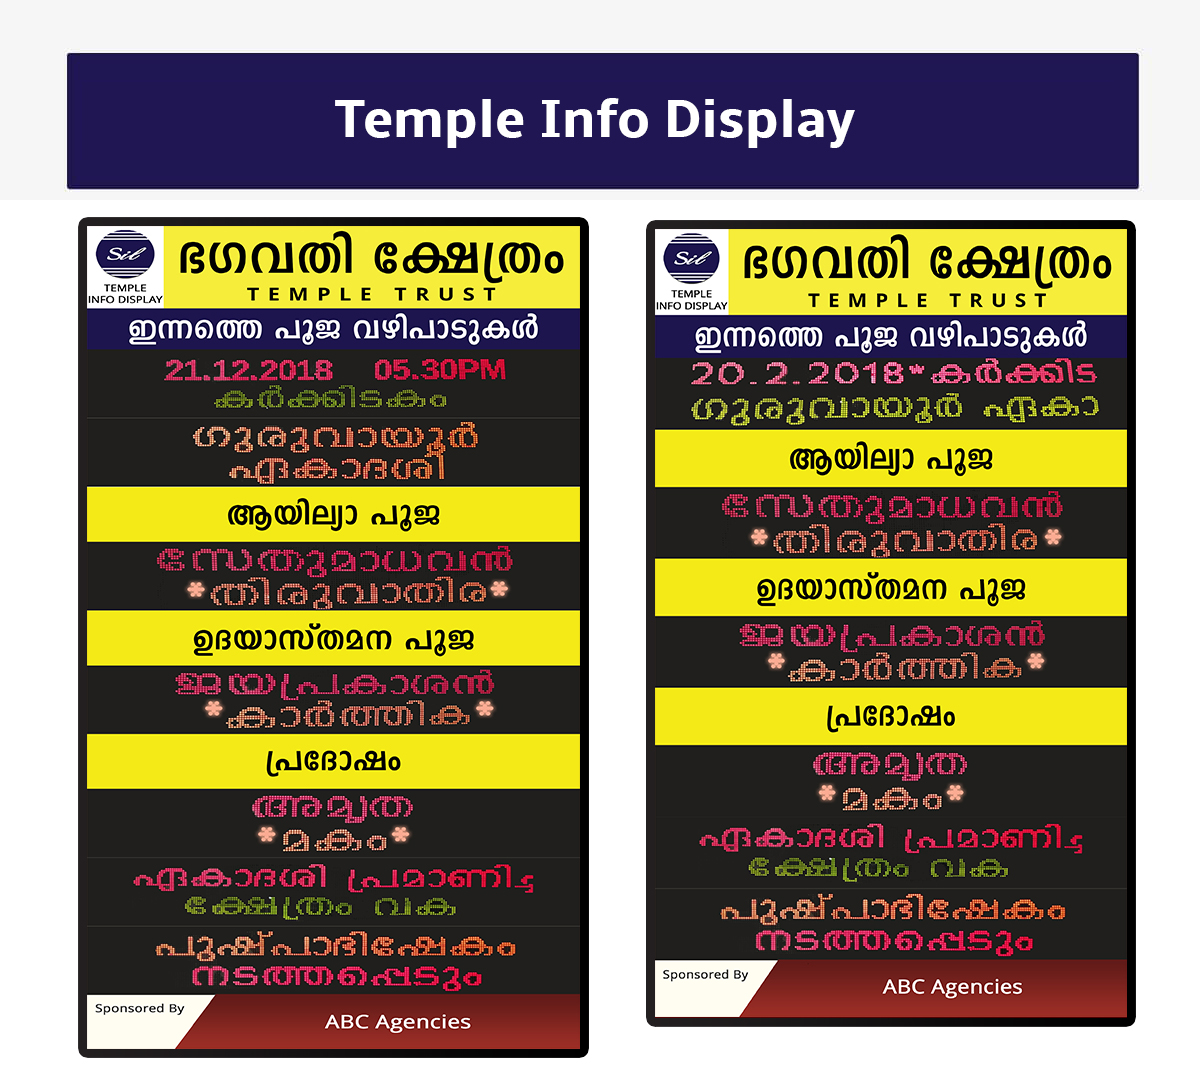 Temple Info Display
Sil
TEMPLE
INFO DISPLAY
ഭഗവതി ക്ഷേത്രം
TEMPLE TRUST
ഇന്നത്തെ പൂജ വഴിപാടുകൾ
21.12.2018 05.30PM
കർക്കിടകം
ഗുരുവായൂർ
ഏകാദശി
ആയില്യാ പൂജ
സേതുമാധവൻ
*തിരുവാതിര*
ഉദയാസ്തമന പൂജ
ജയപ്രകാശൻ
*കാർത്തിക*
പ്രദോഷം
അമൃത
*മകം*
ഏകാദശി പ്രമാണിച്ച
ക്ഷേത്രം വക
പുഷ്പാഭിഷേകം
നടത്തപ്പെടും
Sponsored By
ABC Agencies
Sil
TEMPLE
INFO DISPLAY
ഭഗവതി ക്ഷേത്രം
TEMPLE TRUST
ഇന്നത്തെ പൂജ വഴിപാടുകൾ
20.2.2018*കർക്കിട
ഗുരുവായൂർ ഏകാ
ആയില്യാ പൂജ
സേതുമാധവൻ
*തിരുവാതിര*
ഉദയാസ്തമന പൂജ
ജയപ്രകാശൻ
*കാർത്തിക*
പ്രദോഷം
അമൃത
*മകം*
ഏകാദശി പ്രമാണിച്ച
ക്ഷേത്രം വക
പുഷ്പാഭിഷേകം
നടത്തപ്പെടും
Sponsored By
ABC Agencies